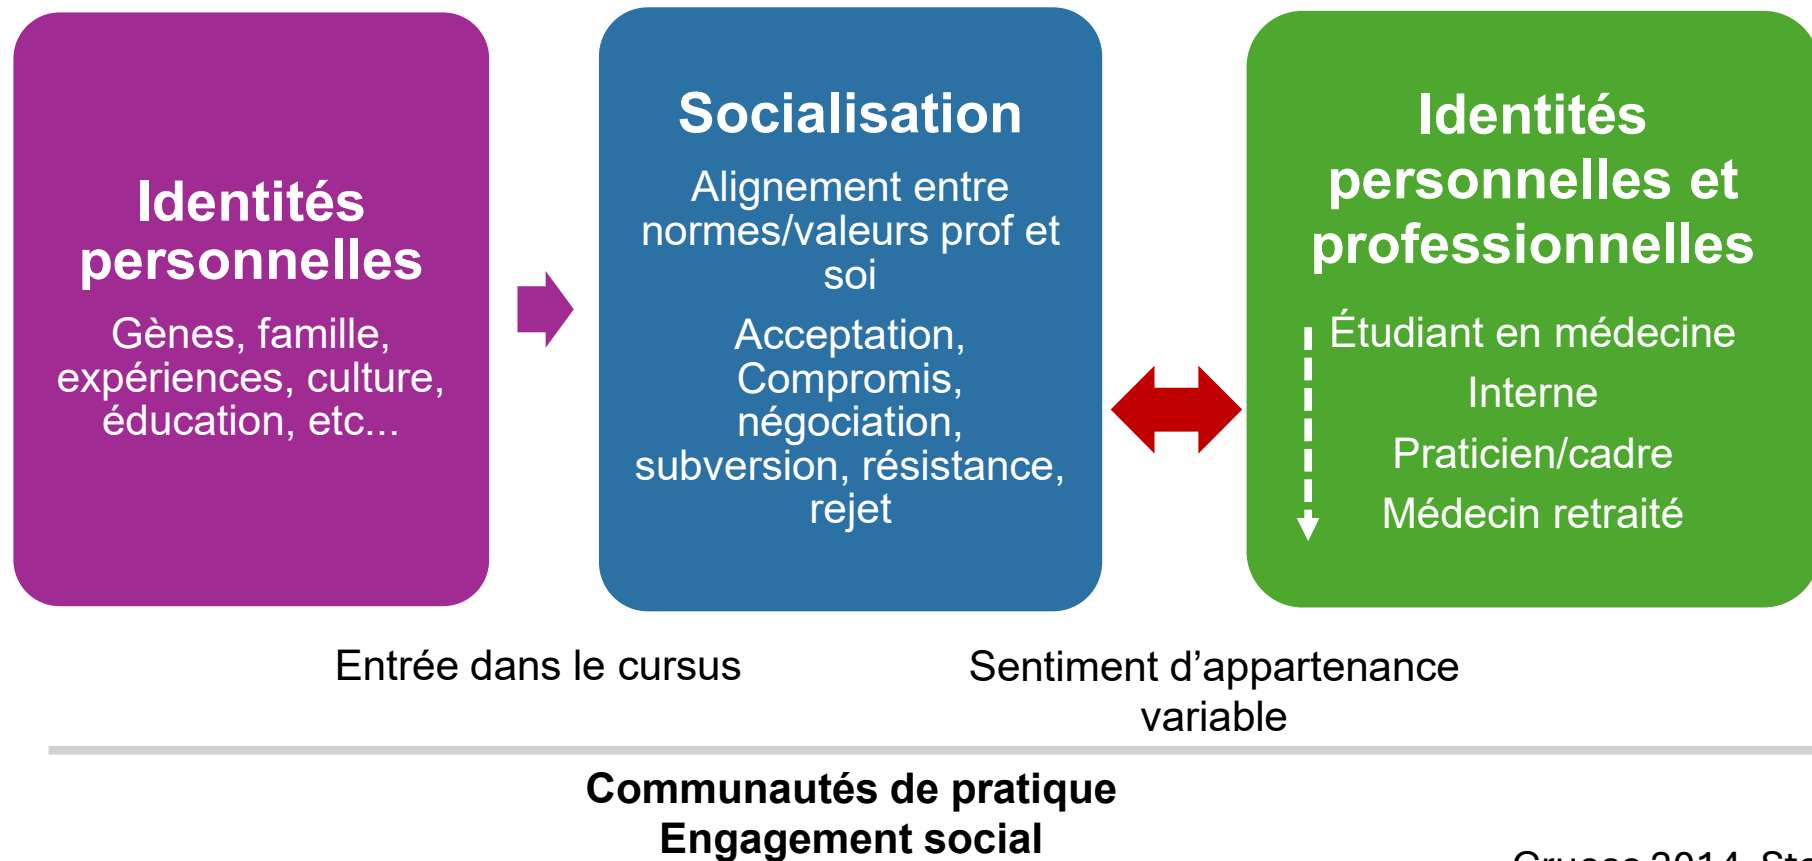 Identités
personnelles
Gènes, famille,
expériences, culture,
éducation, etc...
Socialisation
Alignement entre
normes/valeurs prof et
soi
Acceptation,
Compromis,
négociation,
subversion, résistance,
rejet
Identités
personnelles et
professionnelles
Étudiant en médecine
Interne
Praticien/cadre
Médecin retraité
Entrée dans le cursus
Sentiment d’appartenance
variable
Communautés de pratique
Engagement social
Cruess 2014